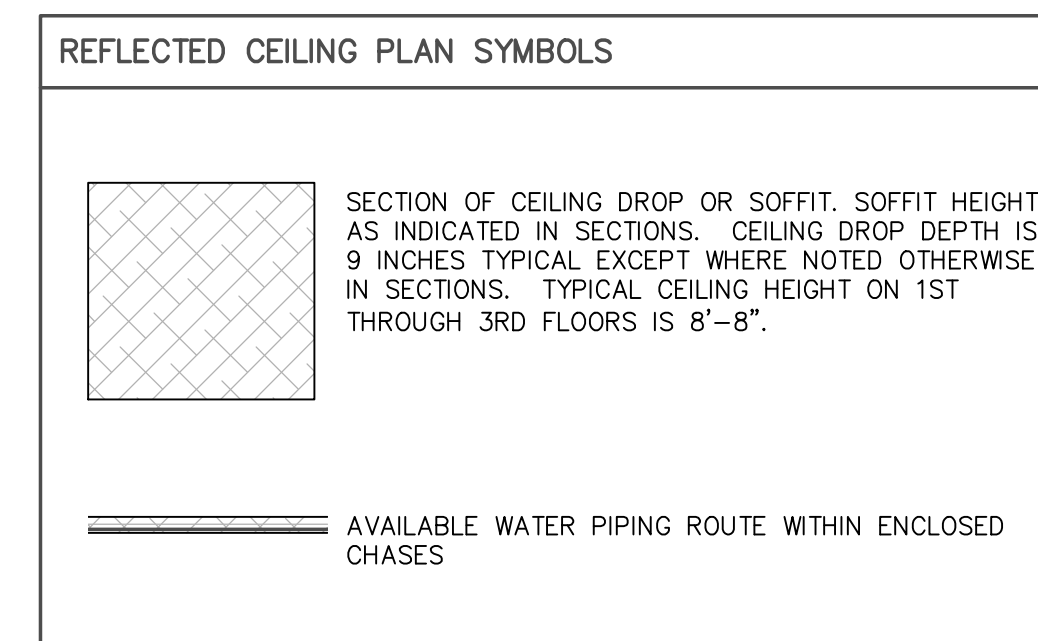 REFLECTED CEILING PLAN SYMBOLS
SECTION OF CEILING DROP OR SOFFIT. SOFFIT HEIGHT
AS INDICATED IN SECTIONS. CEILING DROP DEPTH IS
9 INCHES TYPICAL EXCEPT WHERE NOTED OTHERWISE
IN SECTIONS. TYPICAL CEILING HEIGHT ON 1ST
THROUGH 3RD FLOORS IS 8’–8”.
AVAILABLE WATER PIPING ROUTE WITHIN ENCLOSED
CHASES